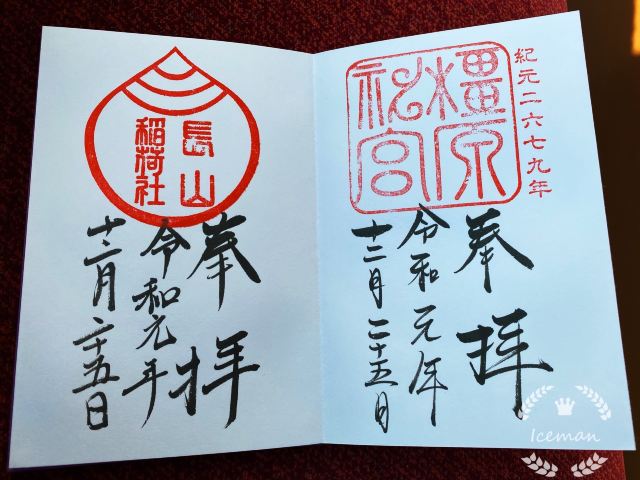 紀元二六七九年
橿原
神宮
奉拝
令和元年
十二月二十五日
長山
稲荷社
奉拝
令和元年
十二月二十五日
Iceman